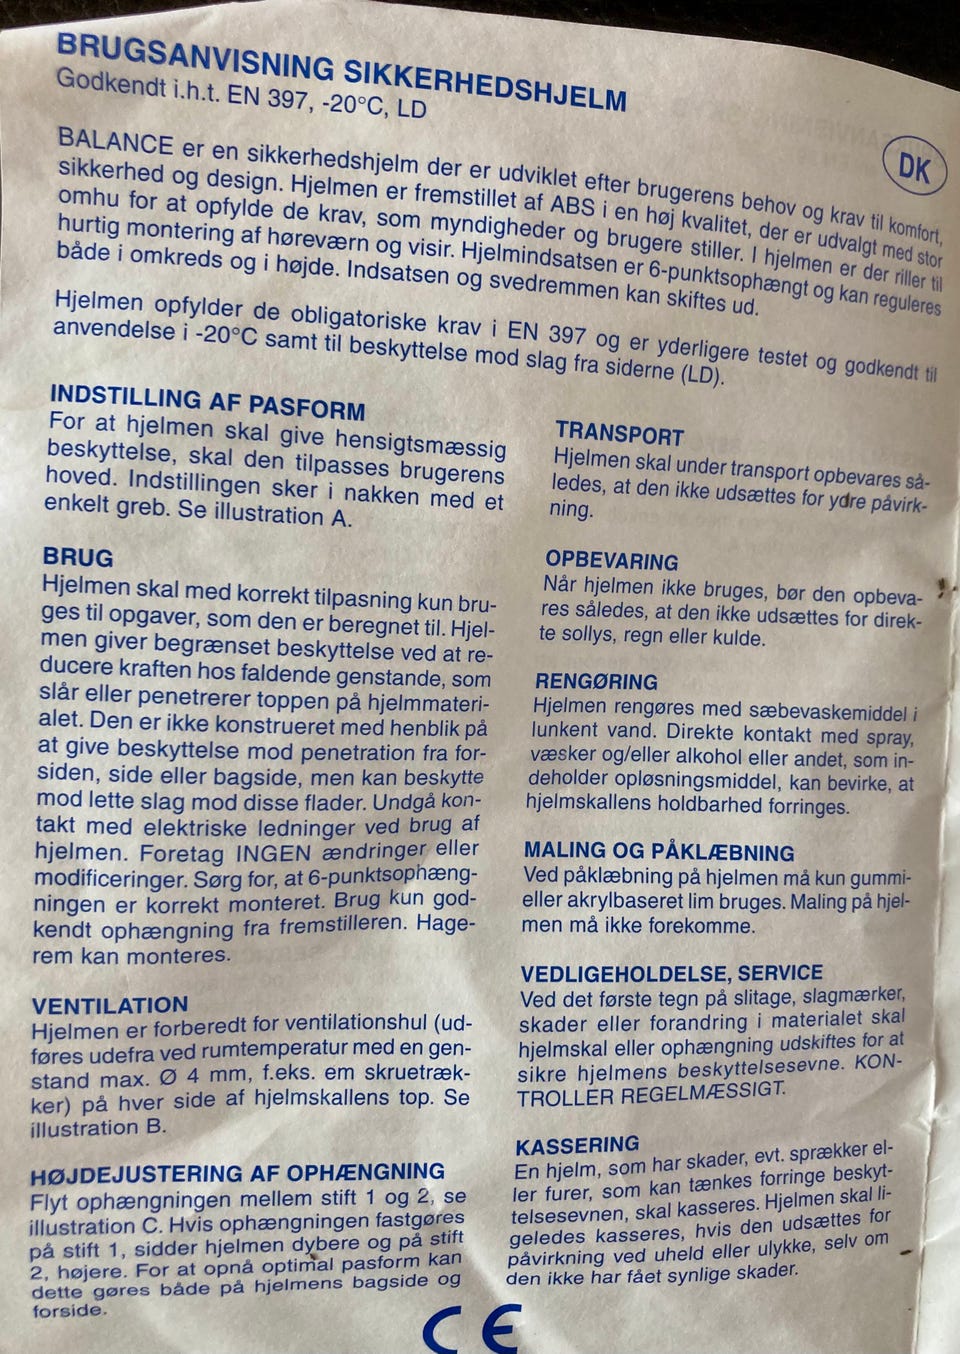 BRUGSANVISNING SIKKERHEDSHJELM
Godkendt i.h.t. EN 397, -20°C, LD
DK
BALANCE er en sikkerhedshjelm der er udviklet efter brugerens behov og krav til komfort,
sikkerhed og design. Hjelmen er fremstillet af ABS i en høj kvalitet, der er udvalgt med stor
omhu for at opfylde de krav, som myndigheder og brugere stiller. I hjelmen er der riller til
hurtig montering af høreværn og visir. Hjelmindsatsen er 6-punktsophængt og kan reguleres
både i omkreds og i højde. Indsatsen og svedremmen kan skiftes ud.
Hjelmen opfylder de obligatoriske krav i EN 397 og er yderligere testet og godkendt til
anvendelse i -20°C samt til beskyttelse mod slag fra siderne (LD).
INDSTILLING AF PASFORM
For at hjelmen skal give hensigtsmæssig
beskyttelse, skal den tilpasses brugerens
hoved. Indstillingen sker i nakken med et
enkelt greb. Se illustration A.
BRUG
Hjelmen skal med korrekt tilpasning kun bru-
ges til opgaver, som den er beregnet til. Hjel-
men giver begrænset beskyttelse ved at re-
ducere kraften hos faldende genstande, som
slår eller penetrerer toppen på hjelmmateri-
alet. Den er ikke konstrueret med henblik på
at give beskyttelse mod penetration fra for-
siden, side eller bagside, men kan beskytte
mod lette slag mod disse flader. Undgå kon-
takt med elektriske ledninger ved brug af
hjelmen. Foretag INGEN ændringer eller
modificeringer. Sørg for, at 6-punktsophæng-
ningen er korrekt monteret. Brug kun god-
kendt ophængning fra fremstilleren. Hage-
rem kan monteres.
VENTILATION
Hjelmen er forberedt for ventilationshul (ud-
føres udefra ved rumtemperatur med en gen-
stand max. Ø 4 mm, f.eks. em skruetræk-
ker) på hver side af hjelmskallens top. Se
illustration B.
HØJDEJUSTERING AF OPHÆNGNING
Flyt ophængningen mellem stift 1 og 2, se
illustration C. Hvis ophængningen fastgøres
på stift 1, sidder hjelmen dybere og på stift
2, højere. For at opnå optimal pasform kan
dette gøres både på hjelmens bagside og
forside.
TRANSPORT
Hjelmen skal under transport opbevares så-
ledes, at den ikke udsættes for ydre påvirk-
ning.
OPBEVARING
Når hjelmen ikke bruges, bør den opbeva-
res således, at den ikke udsættes for direk-
te sollys, regn eller kulde.
RENGØRING
Hjelmen rengøres med sæbevaskemiddel i
lunkent vand. Direkte kontakt med spray,
væsker og/eller alkohol eller andet, som in-
deholder opløsningsmiddel, kan bevirke, at
hjelmskallens holdbarhed forringes.
MALING OG PÅKLÆBNING
Ved påklæbning på hjelmen må kun gummi-
eller akrylbaseret lim bruges. Maling på hjel-
men må ikke forekomme.
VEDLIGEHOLDELSE, SERVICE
Ved det første tegn på slitage, slagmærker,
skader eller forandring i materialet skal
hjelmskal eller ophængning udskiftes for at
sikre hjelmens beskyttelsesevne. KON-
TROLLER REGELMÆSSIGT.
KASSERING
En hjelm, som har skader, evt. sprækker el-
ler furer, som kan tænkes forringe beskyt-
telsesevnen, skal kasseres. Hjelmen skal li-
geledes kasseres, hvis den udsættes for
påvirkning ved uheld eller ulykke, selv om
den ikke har fået synlige skader.
CE